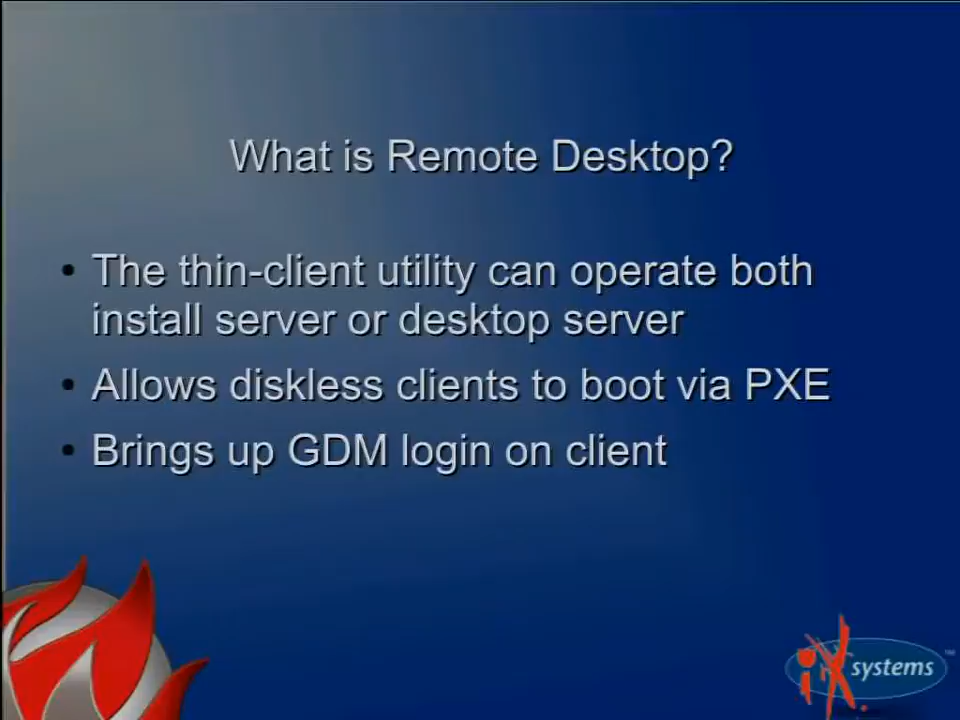 What is Remote Desktop?
• The thin-client utility can operate both
install server or desktop server
• Allows diskless clients to boot via PXE
• Brings up GDM login on client
iX systems ™